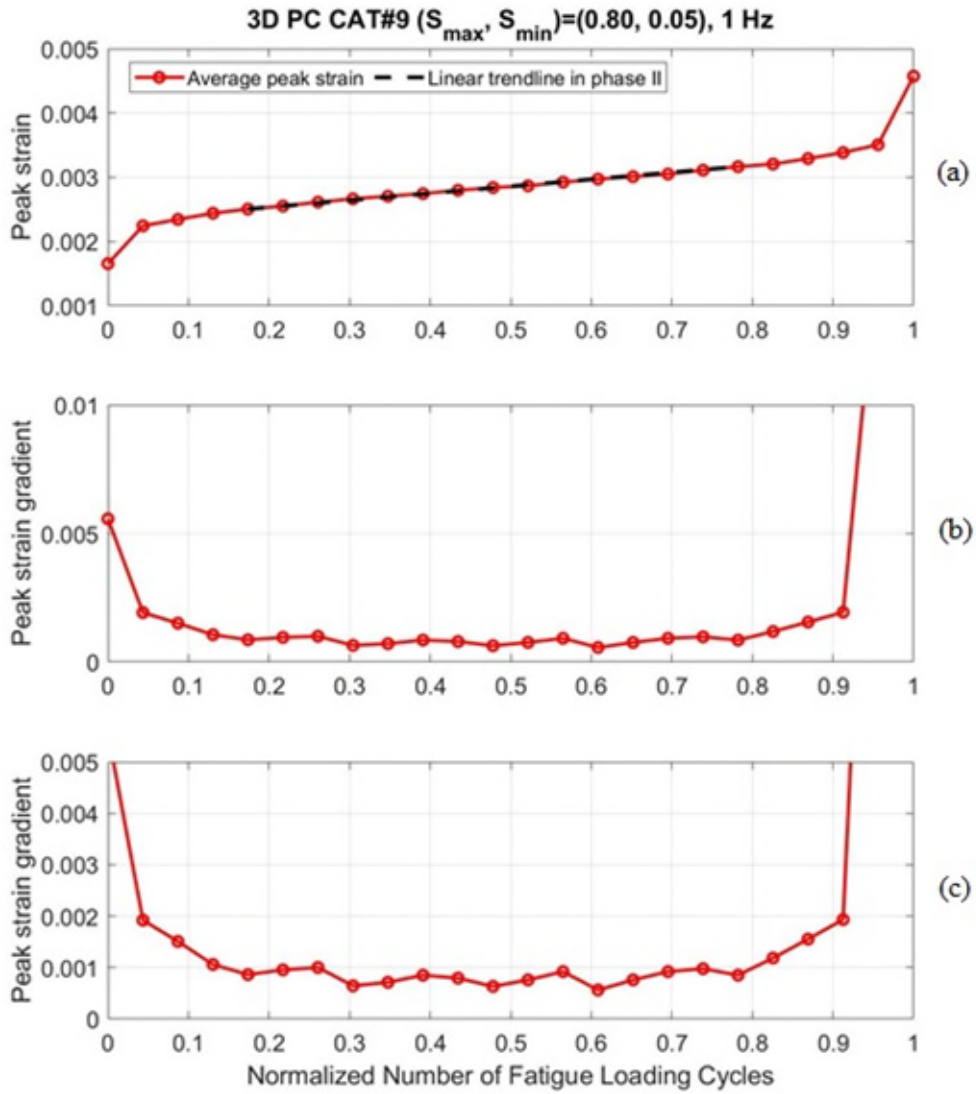 3D PC CAT#9 (Smax, Smin)=(0.80, 0.05), 1 Hz
0.005
Average peak strain
Linear trendline in phase II
0.004
0.003
0.002
0.001
Peak strain
(a)
0 0.1 0.2 0.3 0.4 0.5 0.6 0.7 0.8 0.9 1
0.01
0.005
0
Peak strain gradient
(b)
0 0.1 0.2 0.3 0.4 0.5 0.6 0.7 0.8 0.9 1
0.005
0.004
0.003
0.002
0.001
0
Peak strain gradient
(c)
0 0.1 0.2 0.3 0.4 0.5 0.6 0.7 0.8 0.9 1
Normalized Number of Fatigue Loading Cycles